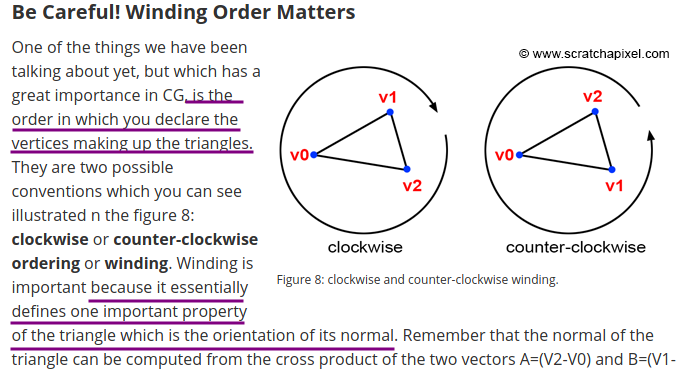 Be Careful! Winding Order Matters
One of the things we have been
talking about yet, but which has a
great importance in CG, is the
order in which you declare the
vertices making up the triangles.
They are two possible
conventions which you can see
illustrated n the figure 8:
clockwise or counter-clockwise
ordering or winding. Winding is
important because it essentially
defines one important property
of the triangle which is the orientation of its normal. Remember that the normal of the
triangle can be computed from the cross product of the two vectors A=(V2-V0) and B=(V1-
© www.scratchapixel.com
v1
v0
v2
clockwise
v2
v0
v1
counter-clockwise
Figure 8: clockwise and counter-clockwise winding.